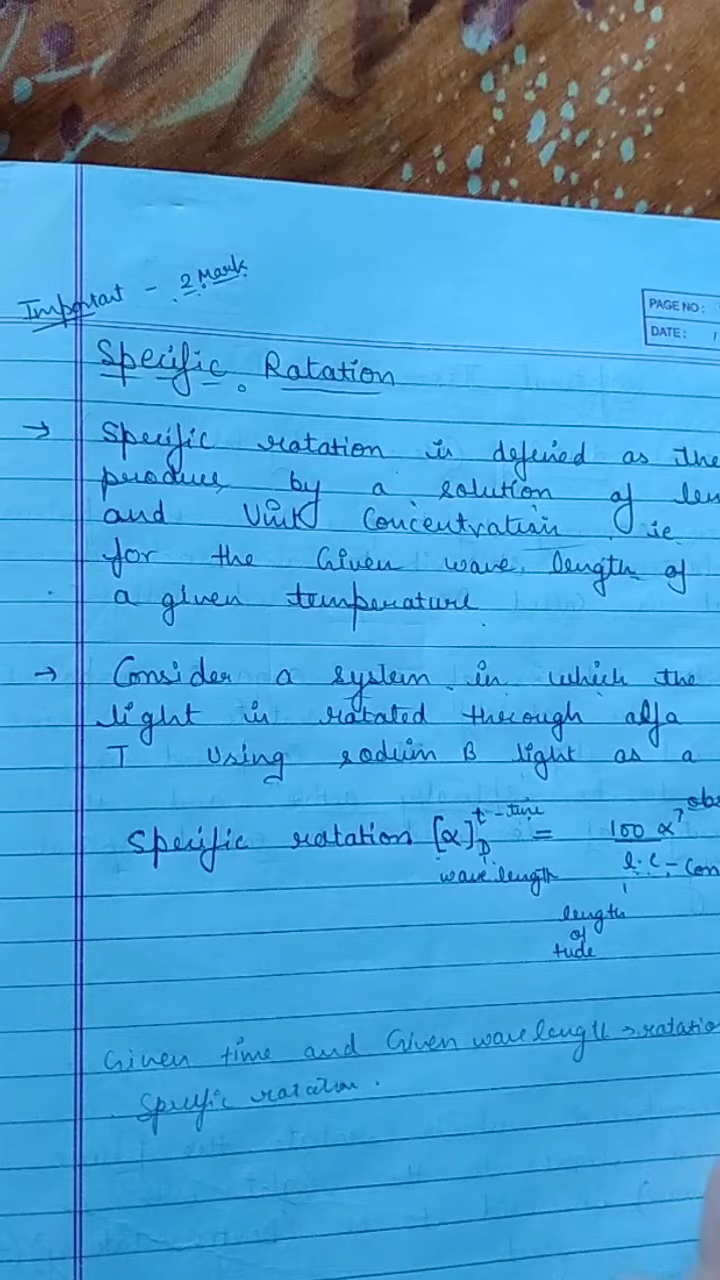 Important - 2 Mark
PAGE NO:
DATE:
Specific Ratation
→ Specific ratation is defined as the
produce by a solution of len
and Unit Concentration ie
for the Given wave length of
a given temperature
→ Consider a system in which the
light is ratated through alfa
T Using sodium B light as a
Specific ratation [α]ᵗ_D = 100 α
t - time
obs
l.c - con
wave length
length
of
tude
Given time and Given wavelength → ratatio
Specific ratation.